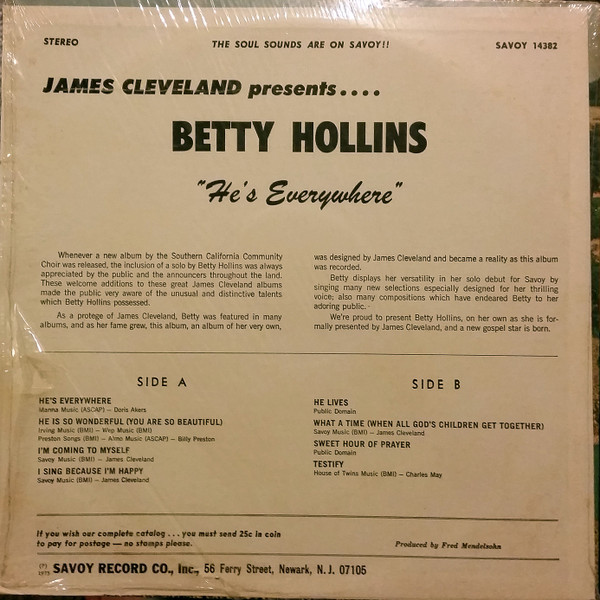 STEREO THE SOUL SOUNDS ARE ON SAVOY!! SAVOY 14382
JAMES CLEVELAND presents....
BETTY HOLLINS
"He's Everywhere"
Whenever a new album by the Southern California Community
Choir was released, the inclusion of a solo by Betty Hollins was always
appreciated by the public and the announcers throughout the land.
These welcome additions to these great James Cleveland albums
made the public very aware of the unusual and distinctive talents
which Betty Hollins possessed.
As a protege of James Cleveland, Betty was featured in many
albums, and as her fame grew, this album, an album of her very own,
was designed by James Cleveland and became a reality as this album
was recorded.
Betty displays her versatility in her solo debut for Savoy by
singing many new selections especially designed for her thrilling
voice; also many compositions which have endeared Betty to her
adoring public.
We're proud to present Betty Hollins, on her own as she is for-
mally presented by James Cleveland, and a new gospel star is born.
SIDE A
HE'S EVERYWHERE
Manna Music (ASCAP) — Doris Akers
HE IS SO WONDERFUL (YOU ARE SO BEAUTIFUL)
Irving Music (BMI) — Wep Music (BMI)
Preston Songs (BMI) — Almo Music (ASCAP) — Billy Preston
I'M COMING TO MYSELF
Savoy Music (BMI) — James Cleveland
I SING BECAUSE I'M HAPPY
Savoy Music (BMI) — James Cleveland
SIDE B
HE LIVES
Public Domain
WHAT A TIME (WHEN ALL GOD'S CHILDREN GET TOGETHER)
Savoy Music (BMI) — James Cleveland
SWEET HOUR OF PRAYER
Public Domain
TESTIFY
House of Twins Music (BMI) — Charles May
If you wish our complete catalog ... you must send 25c in coin
to pay for postage — no stamps please.
Produced by Fred Mendelsohn
SAVOY RECORD CO., Inc., 56 Ferry Street, Newark, N. J. 07105